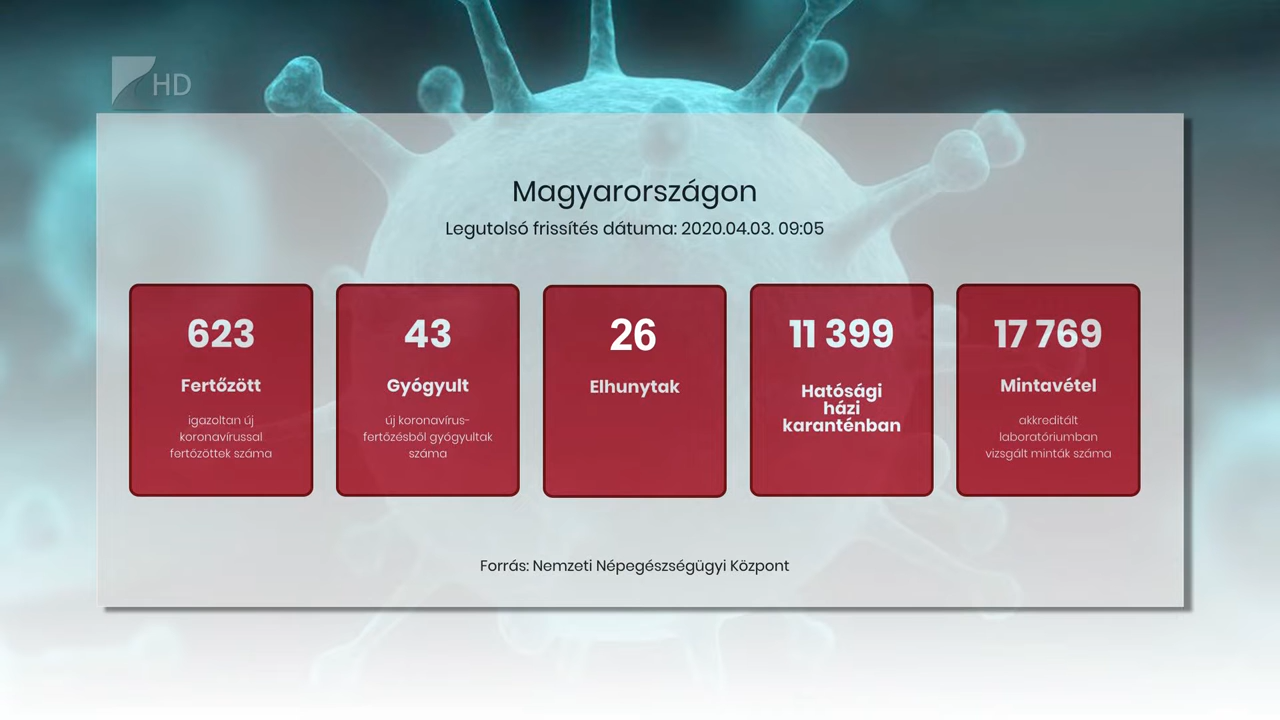 HD
Magyarországon
Legutolsó frissítés dátuma: 2020.04.03. 09:05
623
Fertőzött
igazoltan új
koronavírussal
fertőzöttek száma
43
Gyógyult
új koronavírus-
fertőzésből gyógyultak
száma
26
Elhunytak
11 399
Hatósági
házi
karanténban
17 769
Mintavétel
akkreditált
laboratóriumban
vizsgált minták száma
Forrás: Nemzeti Népegészségügyi Központ